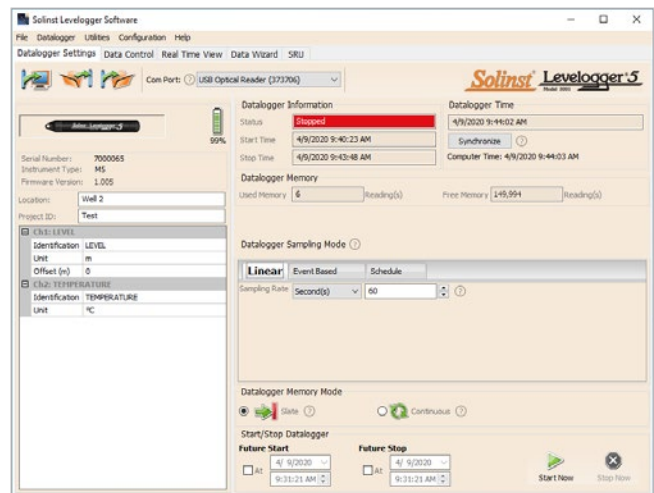 Solinst Levelogger Software
File Datalogger Utilities Configuration Help
Datalogger Settings Data Control Real Time View Data Wizard SRU
Com Port: ? USB Optical Reader (373706)
Solinst Levelogger 5
Model 3001
Datalogger Information
Datalogger Time
Status Stopped
4/9/2020 9:44:02 AM
Start Time 4/9/2020 9:40:23 AM
Synchronize ?
Stop Time 4/9/2020 9:43:48 AM
Computer Time: 4/9/2020 9:44:03 AM
Solinst Levelogger 5
99%
Serial Number: 7000065
Instrument Type: M5
Firmware Version: 1.005
Location: Well 2
Project ID: Test
Datalogger Memory
Used Memory 6 Reading(s) Free Memory 149,994 Reading(s)
Ch1: LEVEL
Identification LEVEL
Unit m
Offset (m) 0
Ch2: TEMPERATURE
Identification TEMPERATURE
Unit °C
Datalogger Sampling Mode ?
Linear Event Based Schedule
Sampling Rate Second(s) 60 ?
Datalogger Memory Mode
Slate ? Continuous ?
Start/Stop Datalogger
Future Start Future Stop
At 4/ 9/2020 At 4/ 9/2020
9:31:21 AM 9:31:21 AM
Start Now Stop Now